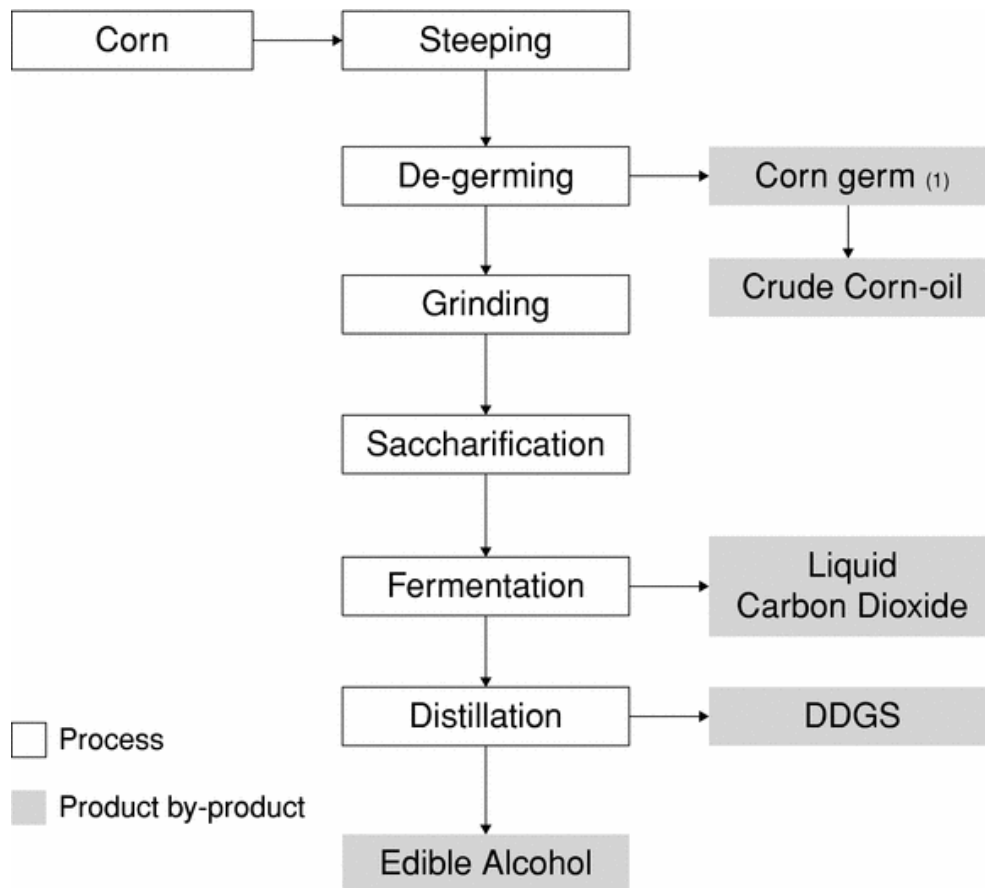 Corn
Steeping
De-germing
Corn germ (1)
Crude Corn-oil
Grinding
Saccharification
Fermentation
Liquid
Carbon Dioxide
Distillation
DDGS
Process
Product by-product
Edible Alcohol